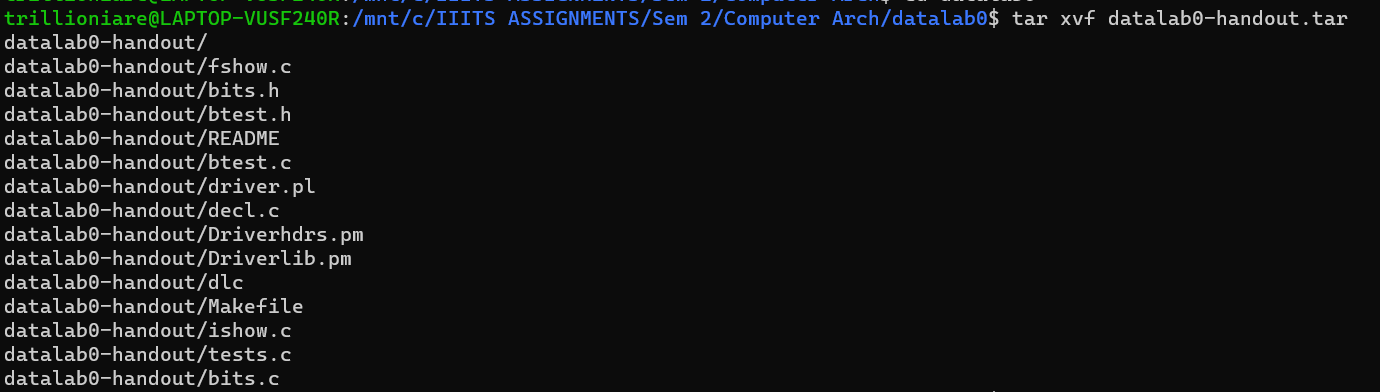 trillioniare@LAPTOP-VUSF240R:/mnt/c/IIITS ASSIGNMENTS/Sem 2/Computer Arch/datalab0$ tar xvf datalab0-handout.tar
datalab0-handout/
datalab0-handout/fshow.c
datalab0-handout/bits.h
datalab0-handout/btest.h
datalab0-handout/README
datalab0-handout/btest.c
datalab0-handout/driver.pl
datalab0-handout/decl.c
datalab0-handout/Driverhdrs.pm
datalab0-handout/Driverlib.pm
datalab0-handout/dlc
datalab0-handout/Makefile
datalab0-handout/ishow.c
datalab0-handout/tests.c
datalab0-handout/bits.c